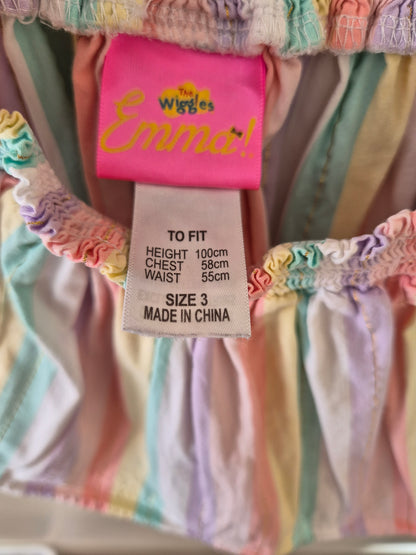 The
Wiggles
Emma!
TO FIT
HEIGHT 100cm
CHEST 58cm
WAIST 55cm
SIZE 3
MADE IN CHINA